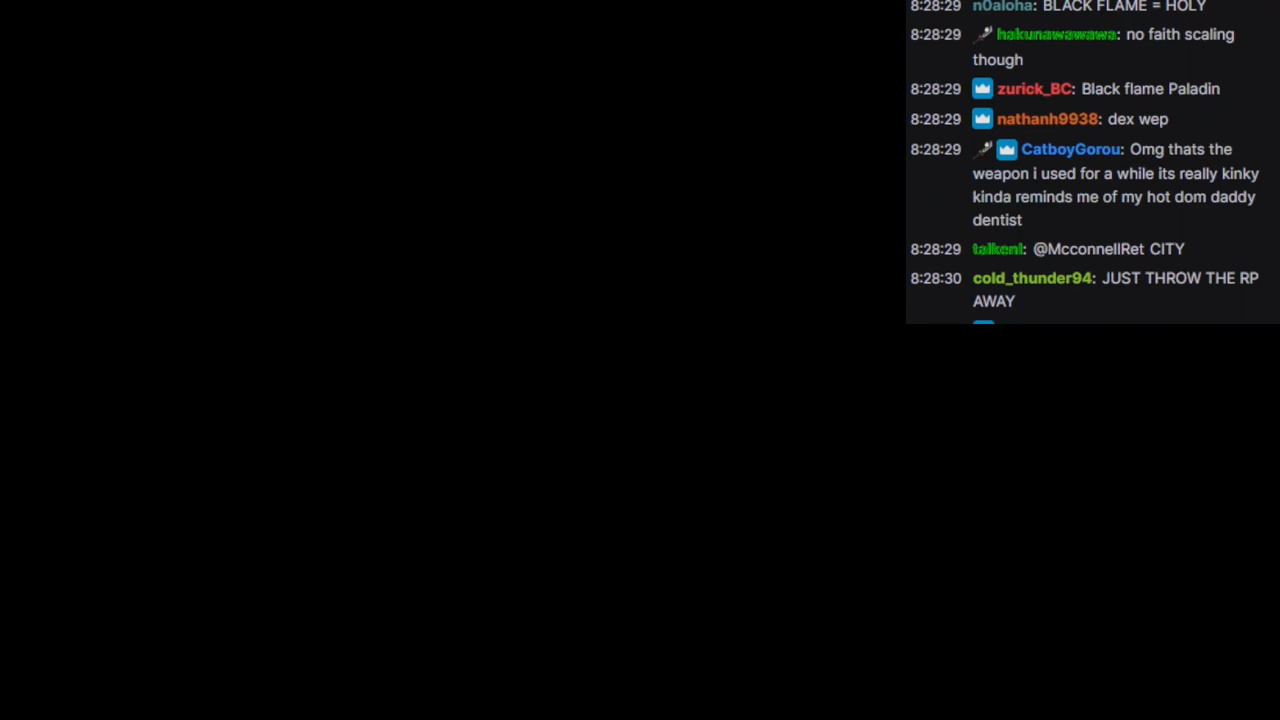 8:28:29 n0aloha: BLACK FLAME = HOLY
8:28:29 hakunawawawa: no faith scaling
though
8:28:29 zurick_BC: Black flame Paladin
8:28:29 nathanh9938: dex wep
8:28:29 CatboyGorou: Omg thats the
weapon i used for a while its really kinky
kinda reminds me of my hot dom daddy
dentist
8:28:29 talkenl: @McconnellRet CITY
8:28:30 cold_thunder94: JUST THROW THE RP
AWAY